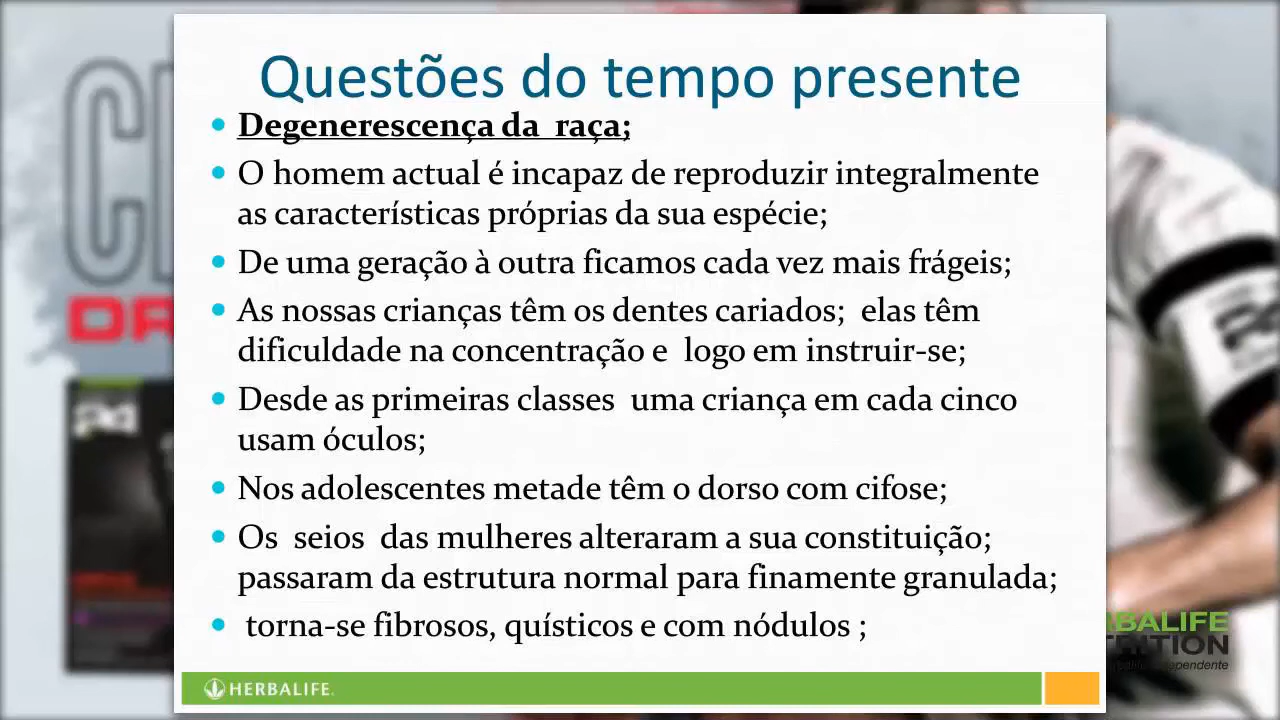 Questões do tempo presente
Degenerescença da raça;
O homem actual é incapaz de reproduzir integralmente
as características próprias da sua espécie;
De uma geração à outra ficamos cada vez mais frágeis;
As nossas crianças têm os dentes cariados; elas têm
dificuldade na concentração e logo em instruir-se;
Desde as primeiras classes uma criança em cada cinco
usam óculos;
Nos adolescentes metade têm o dorso com cifose;
Os seios das mulheres alteraram a sua constituição;
passaram da estrutura normal para finamente granulada;
torna-se fibrosos, quísticos e com nódulos ;
HERBALIFE